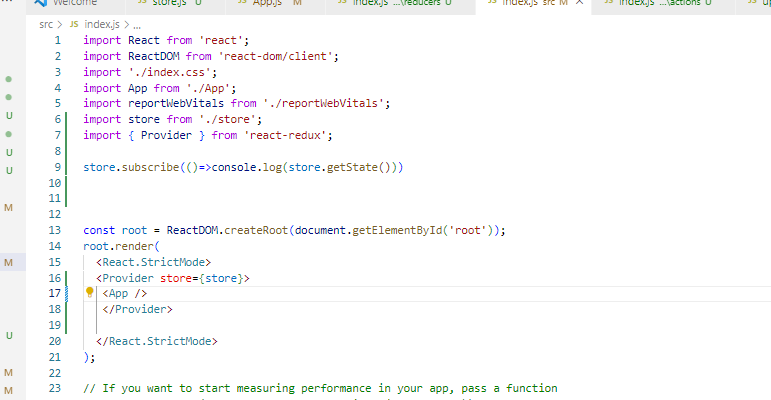 Welcome JS store.js U JS App.js JS index.js ...\reducers U JS index.js src M JS index.js ...\actions U
src > JS index.js > ...
1 import React from 'react';
2 import ReactDOM from 'react-dom/client';
3 import './index.css';
4 import App from './App';
5 import reportWebVitals from './reportWebVitals';
U 6 import store from './store';
7 import { Provider } from 'react-redux';
U 8
U 9 store.subscribe(()=>console.log(store.getState()))
10
11
M 12
13 const root = ReactDOM.createRoot(document.getElementById('root'));
14 root.render(
M 15 <React.StrictMode>
16 <Provider store={store}>
17 <App />
18 </Provider>
19
U 20 </React.StrictMode>
21 );
M 22
M 23 // If you want to start measuring performance in your app, pass a function